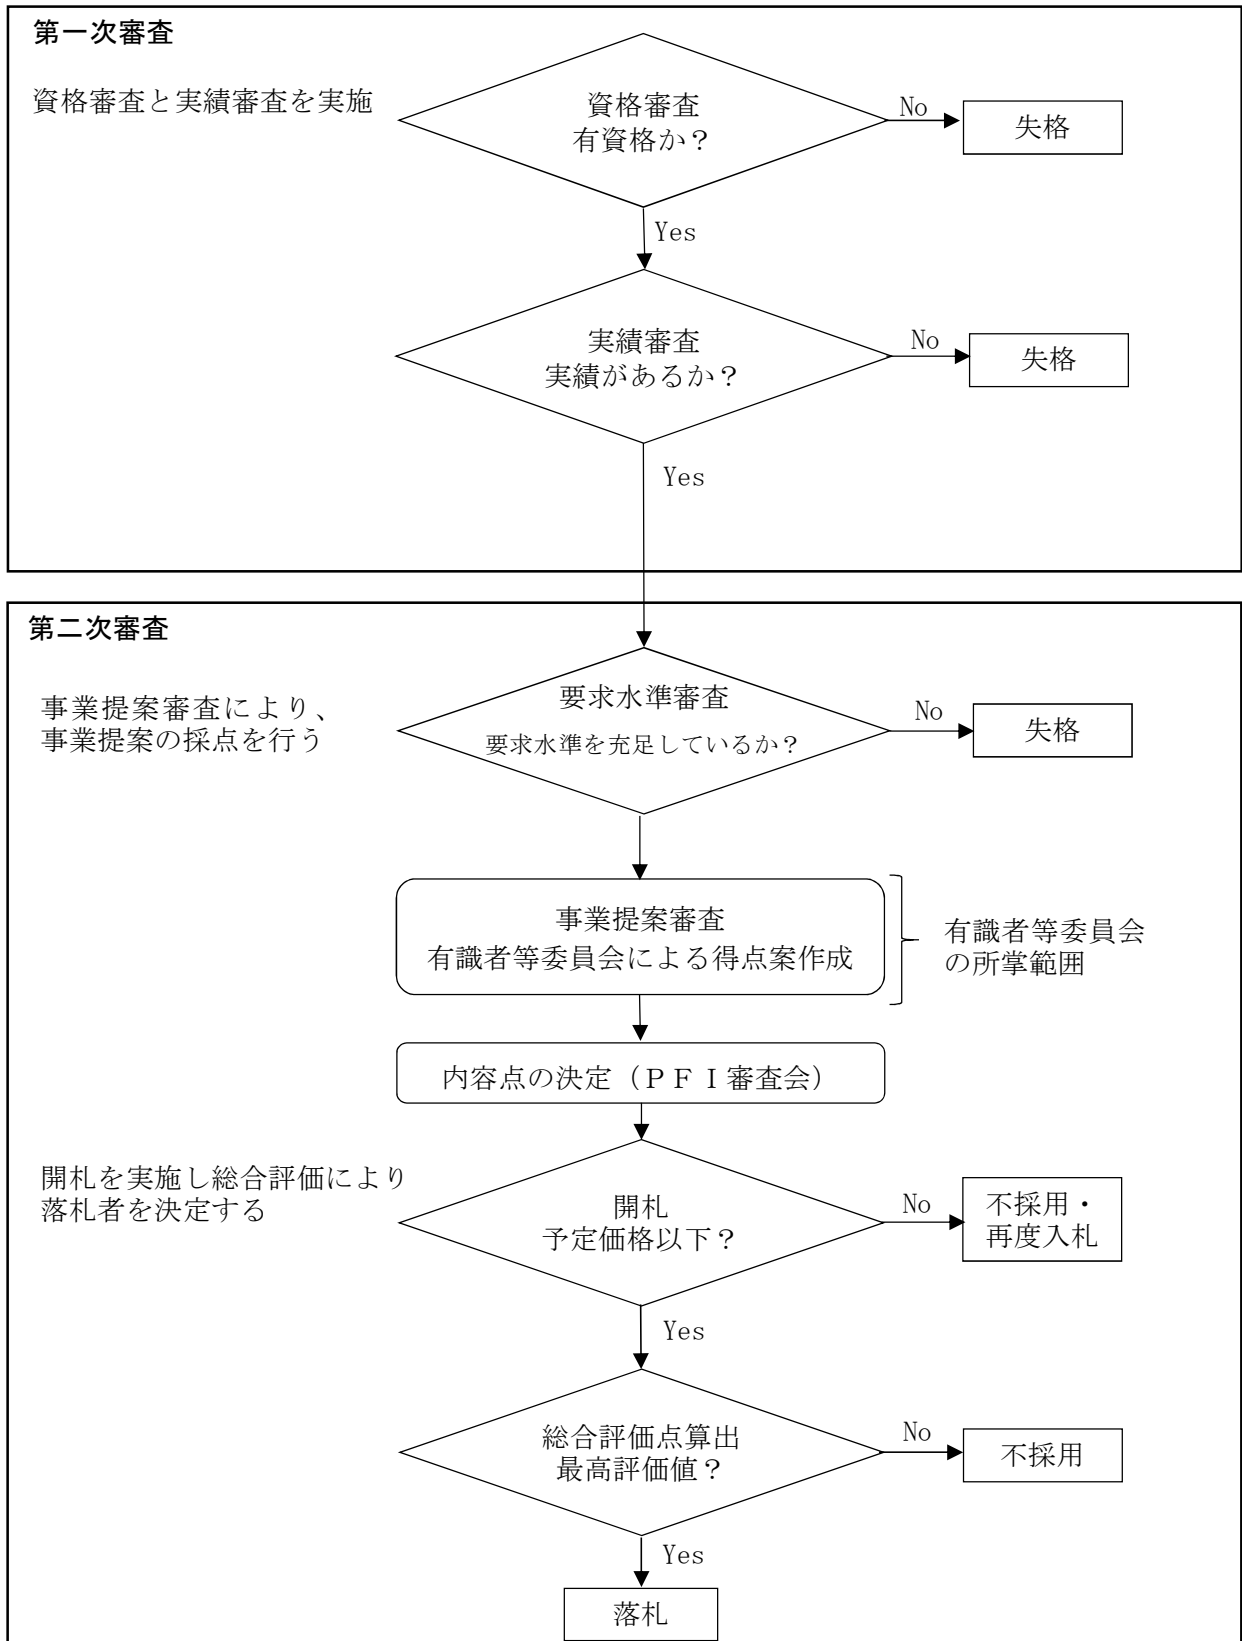 第一次審査
資格審査と実績審査を実施
資格審査
有資格か？
No
失格
Yes
実績審査
実績があるか？
No
失格
Yes
第二次審査
事業提案審査により、
事業提案の採点を行う
要求水準審査
要求水準を充足しているか？
No
失格
事業提案審査
有識者等委員会による得点案作成
有識者等委員会
の所掌範囲
内容点の決定（ＰＦＩ審査会）
開札を実施し総合評価により
落札者を決定する
開札
予定価格以下？
No
不採用・
再度入札
Yes
総合評価点算出
最高評価値？
No
不採用
Yes
落札